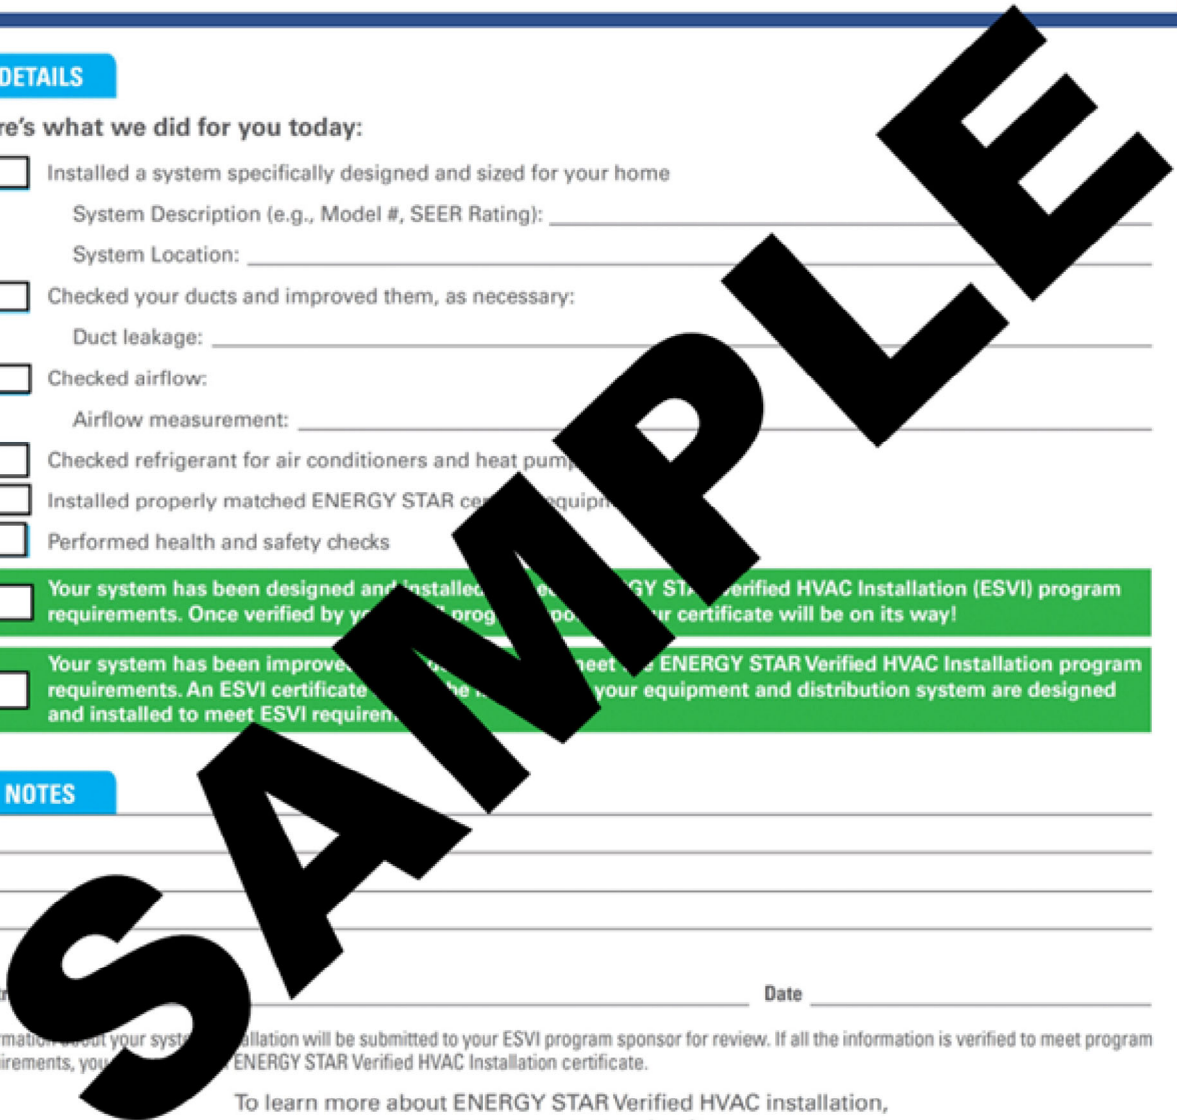 DETAILS
re's what we did for you today:
Installed a system specifically designed and sized for your home
System Description (e.g., Model #, SEER Rating):
System Location:
Checked your ducts and improved them, as necessary:
Duct leakage:
Checked airflow:
Airflow measurement:
Checked refrigerant for air conditioners and heat pum
Installed properly matched ENERGY STAR ce equipm
Performed health and safety checks
Your system has been designed and installed GY STA Verified HVAC Installation (ESVI) program
requirements. Once verified by y prog po ur certificate will be on its way!
Your system has been improve meet ENERGY STAR Verified HVAC Installation program
requirements. An ESVI certificate be your equipment and distribution system are designed
and installed to meet ESVI requirem
NOTES
Date
rmation about your syst allation will be submitted to your ESVI program sponsor for review. If all the information is verified to meet program
irements, you ENERGY STAR Verified HVAC Installation certificate.
To learn more about ENERGY STAR Verified HVAC installation,
SAMPLE